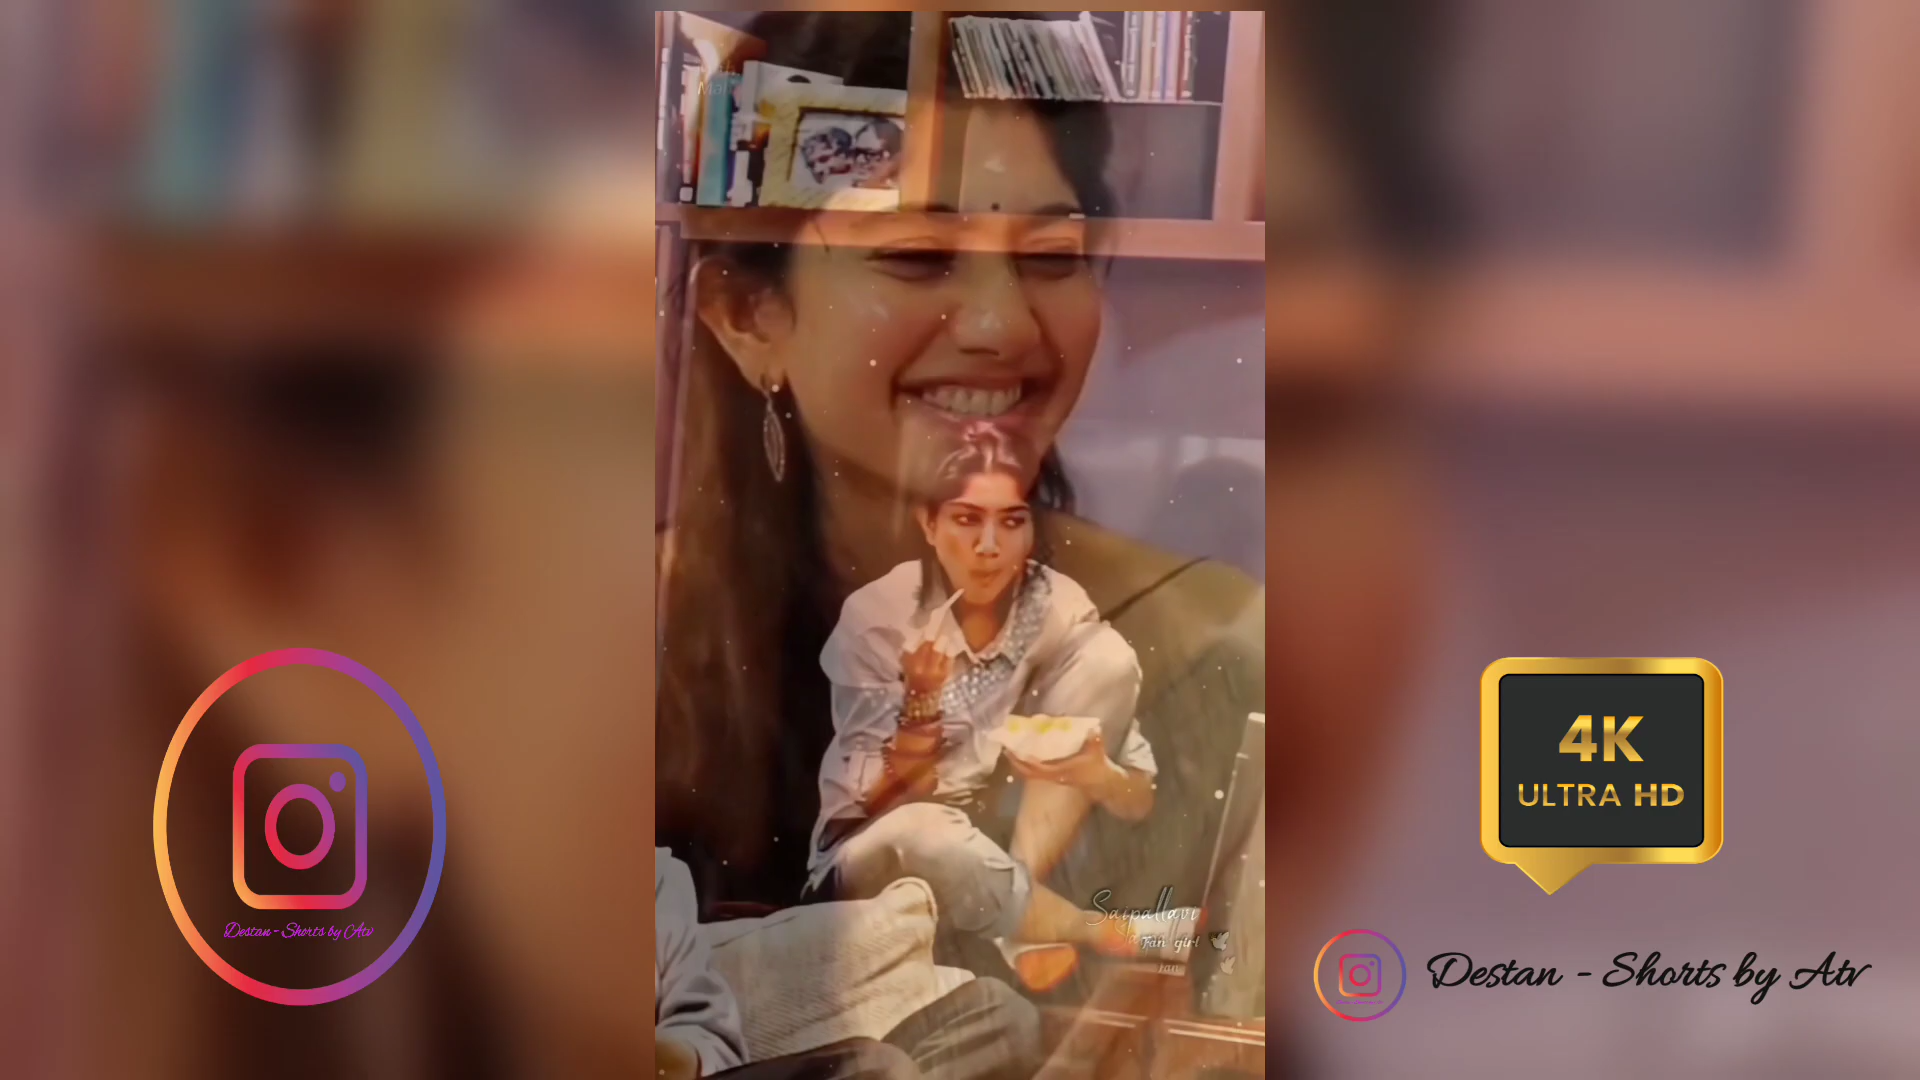 Destan - Shorts by Atv
Saipallavi
Fan girl
4K
ULTRA HD
Destan - Shorts by Atv